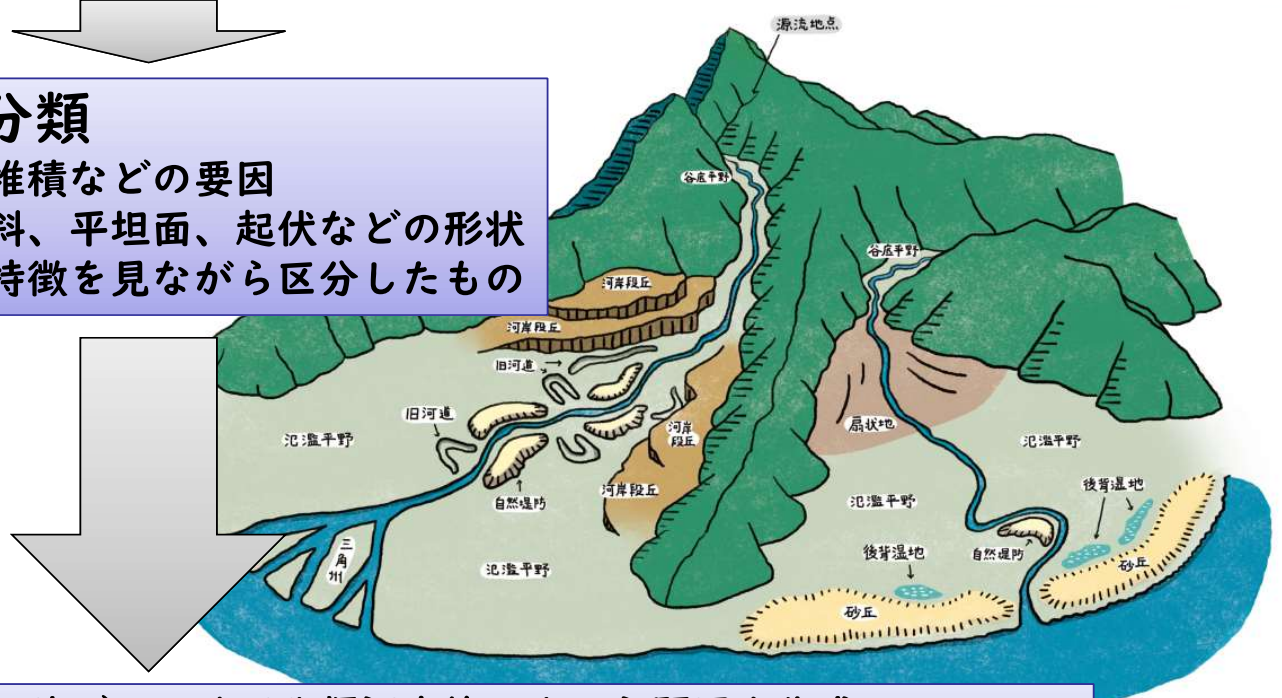 源流地点
分類
堆積などの要因
斜、平坦面、起伏などの形状
特徴を見ながら区分したもの
谷底平野
谷底平野
河岸段丘
河岸段丘
旧河道
旧河道
氾濫平野
自然堤防
河岸
段丘
河岸段丘
扇状地
氾濫平野
氾濫平野
後背湿地
後背湿地
自然堤防
砂丘
砂丘
三角州
氾濫平野